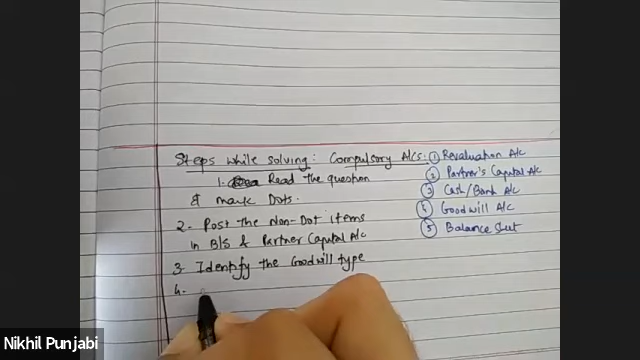 Steps while solving: Compulsory A/cs: ① Revaluation A/c
1. Read the question
② Partner's Capital A/c
& mark Dots.
③ Cash/Bank A/c
2. Post the Non-Dot items
④ Goodwill A/c
in B/S & Partner Capital A/c
⑤ Balance Sheet
3. Identify the Goodwill type
4.
Nikhil Punjabi